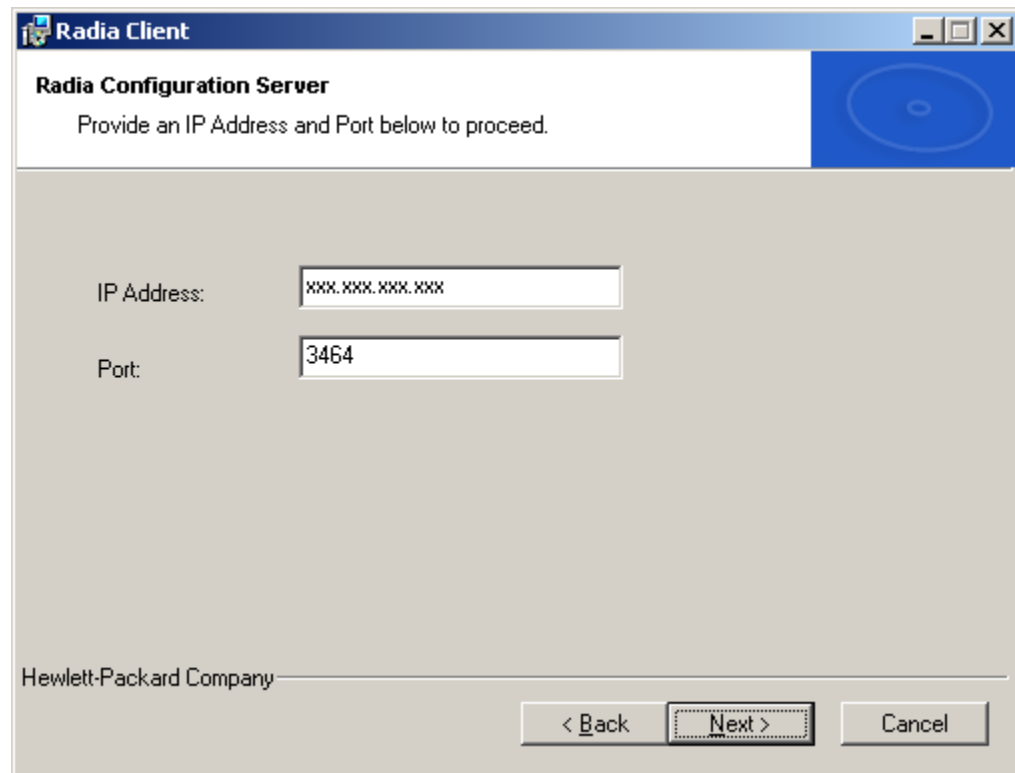 Radia Client
Radia Configuration Server
Provide an IP Address and Port below to proceed.
IP Address: xxx.xxx.xxx.xxx
Port: 3464
Hewlett-Packard Company
< Back Next > Cancel